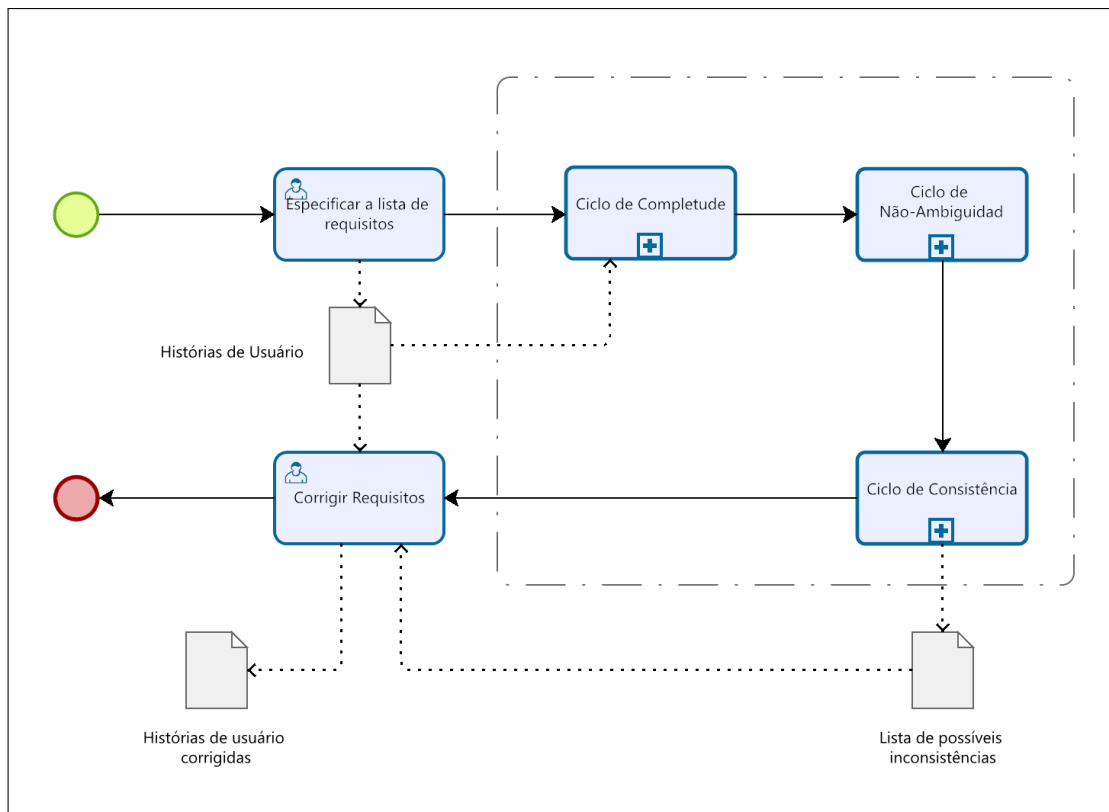 Especificar a lista de
requisitos
Ciclo de Completude
Ciclo de
Não-Ambiguidad
Histórias de Usuário
Corrigir Requisitos
Ciclo de Consistência
Histórias de usuário
corrigidas
Lista de possíveis
inconsistências